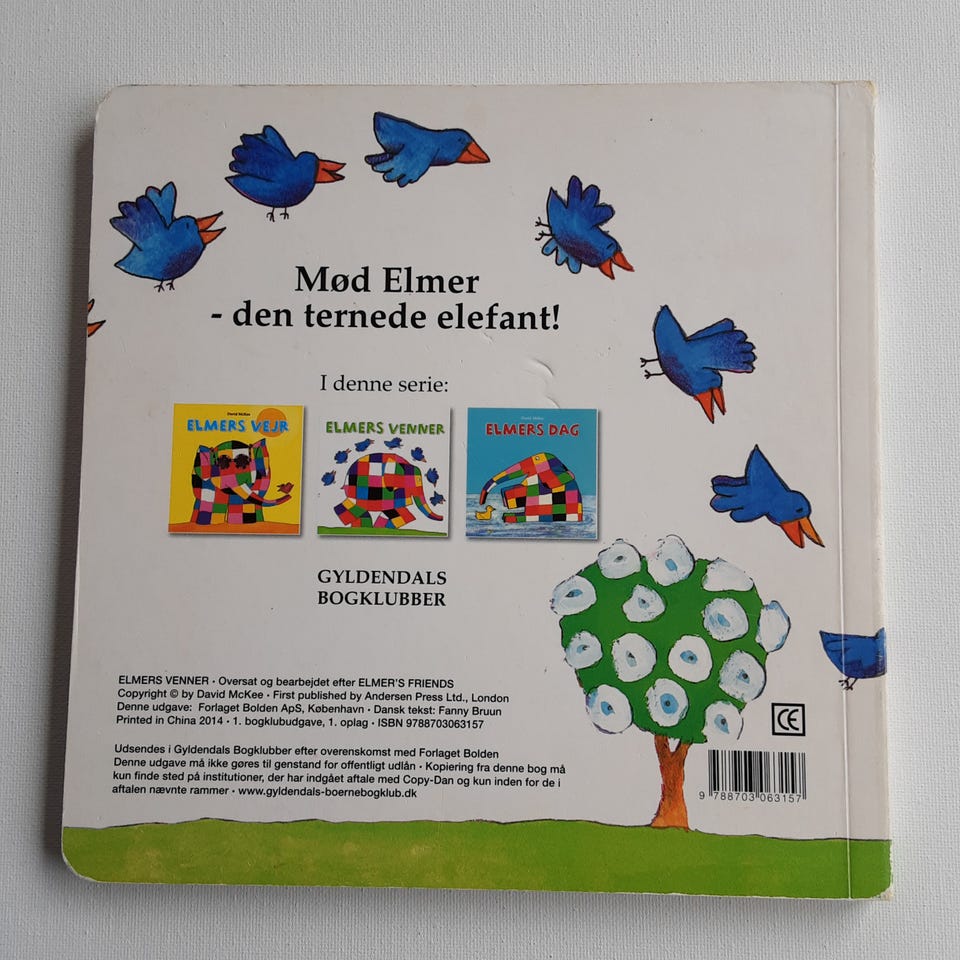 Mød Elmer
- den ternede elefant!
I denne serie:
David McKee
ELMERS VEJR
ELMERS VENNER
David McKee
ELMERS DAG
GYLDENDALS
BOGKLUBBER
ELMERS VENNER · Oversat og bearbejdet efter ELMER'S FRIENDS
Copyright © by David McKee · First published by Andersen Press Ltd., London
Denne udgave: Forlaget Bolden ApS, København · Dansk tekst: Fanny Bruun
Printed in China 2014 · 1. bogklubudgave, 1. oplag · ISBN 9788703063157
Udsendes i Gyldendals Bogklubber efter overenskomst med Forlaget Bolden
Denne udgave må ikke gøres til genstand for offentligt udlån · Kopiering fra denne bog må
kun finde sted på institutioner, der har indgået aftale med Copy-Dan og kun inden for de i
aftalen nævnte rammer · www.gyldendals-boernebogklub.dk
CE
9 788703 063157